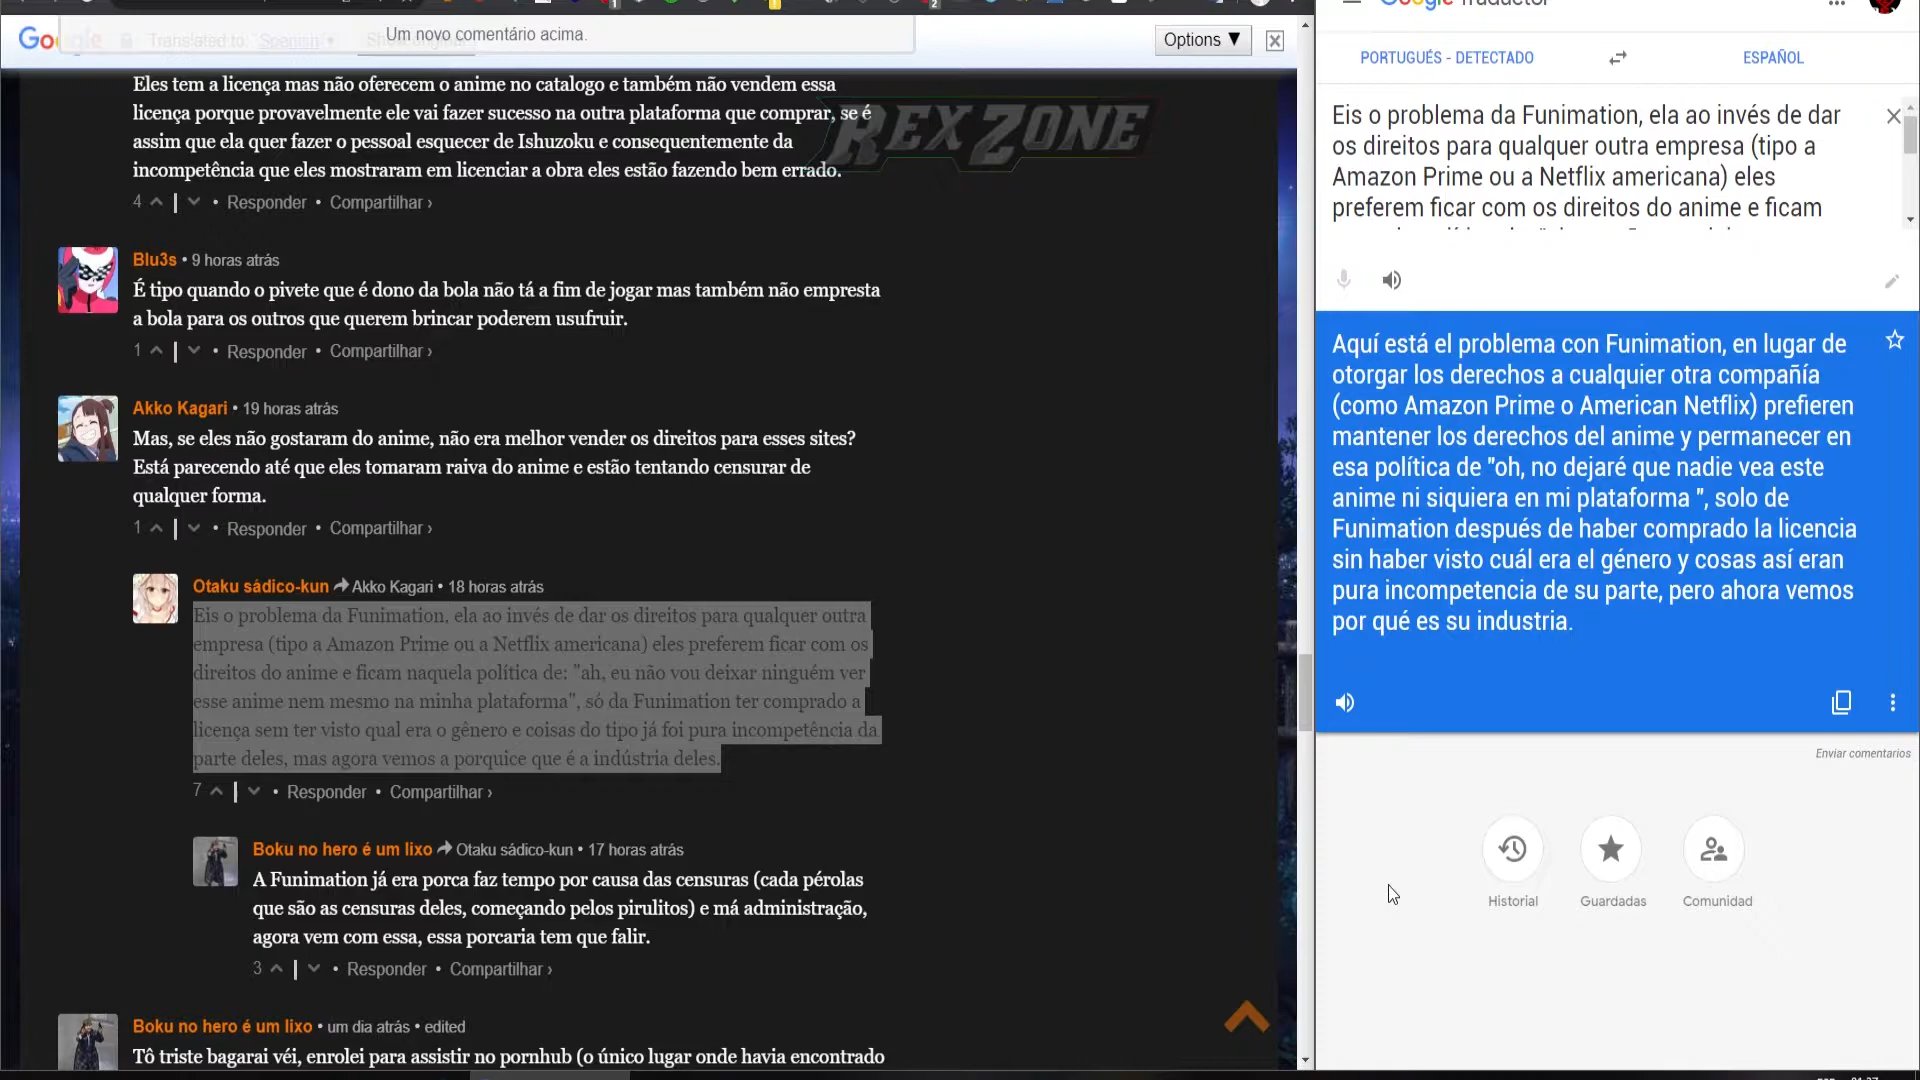 Um novo comentário acima.
Google
Translated to: Spanish
Options ▼
Eles tem a licença mas não oferecem o anime no catalogo e também não vendem essa
licença porque provavelmente ele vai fazer sucesso na outra plataforma que comprar, se é
assim que ela quer fazer o pessoal esquecer de Ishuzoku e consequentemente da
incompetência que eles mostraram em licenciar a obra eles estão fazendo bem errado.
REX ZONE
4 • Responder • Compartilhar ›
Blu3s • 9 horas atrás
É tipo quando o pivete que é dono da bola não tá a fim de jogar mas também não empresta
a bola para os outros que querem brincar poderem usufruir.
1 • Responder • Compartilhar ›
Akko Kagari • 19 horas atrás
Mas, se eles não gostaram do anime, não era melhor vender os direitos para esses sites?
Está parecendo até que eles tomaram raiva do anime e estão tentando censurar de
qualquer forma.
1 • Responder • Compartilhar ›
Otaku sádico-kun Akko Kagari • 18 horas atrás
Eis o problema da Funimation, ela ao invés de dar os direitos para qualquer outra
empresa (tipo a Amazon Prime ou a Netflix americana) eles preferem ficar com os
direitos do anime e ficam naquela política de: "ah, eu não vou deixar ninguém ver
esse anime nem mesmo na minha plataforma", só da Funimation ter comprado a
licença sem ter visto qual era o gênero e coisas do tipo já foi pura incompetência da
parte deles, mas agora vemos a porquice que é a indústria deles.
7 • Responder • Compartilhar ›
Boku no hero é um lixo Otaku sádico-kun • 17 horas atrás
A Funimation já era porca faz tempo por causa das censuras (cada pérolas
que são as censuras deles, começando pelos pirulitos) e má administração,
agora vem com essa, essa porcaria tem que falir.
3 • Responder • Compartilhar ›
Boku no hero é um lixo • um dia atrás • edited
Tô triste bagarai véi, enrolei para assistir no pornhub (o único lugar onde havia encontrado
Google Traductor
PORTUGUÉS - DETECTADO
ESPAÑOL
Eis o problema da Funimation, ela ao invés de dar
os direitos para qualquer outra empresa (tipo a
Amazon Prime ou a Netflix americana) eles
preferem ficar com os direitos do anime e ficam
Aquí está el problema con Funimation, en lugar de
otorgar los derechos a cualquier otra compañía
(como Amazon Prime o American Netflix) prefieren
mantener los derechos del anime y permanecer en
esa política de "oh, no dejaré que nadie vea este
anime ni siquiera en mi plataforma ", solo de
Funimation después de haber comprado la licencia
sin haber visto cuál era el género y cosas así eran
pura incompetencia de su parte, pero ahora vemos
por qué es su industria.
Enviar comentarios
Historial
Guardadas
Comunidad